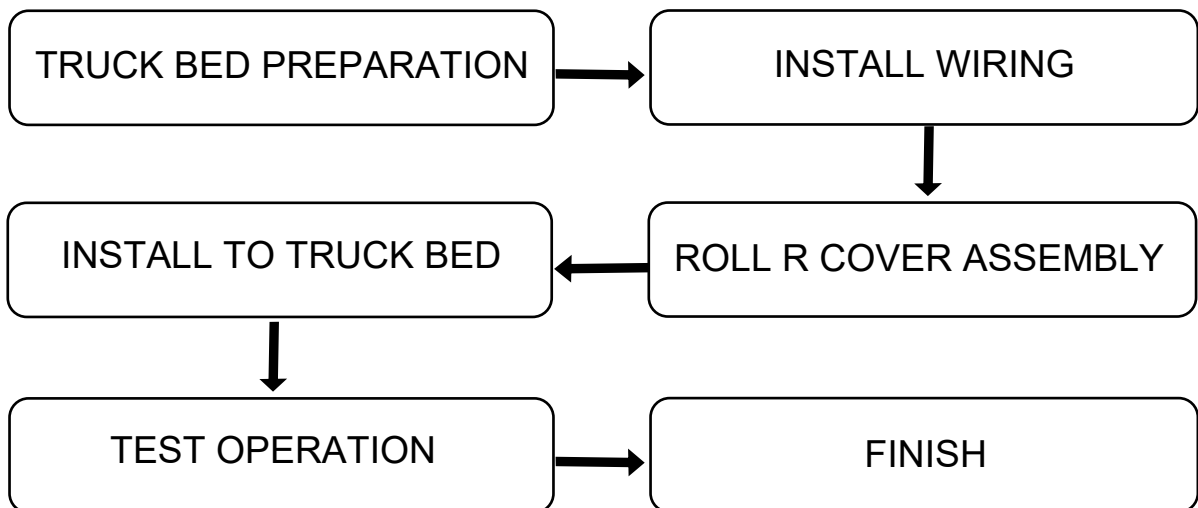 TRUCK BED PREPARATION
INSTALL WIRING
ROLL R COVER ASSEMBLY
INSTALL TO TRUCK BED
TEST OPERATION
FINISH